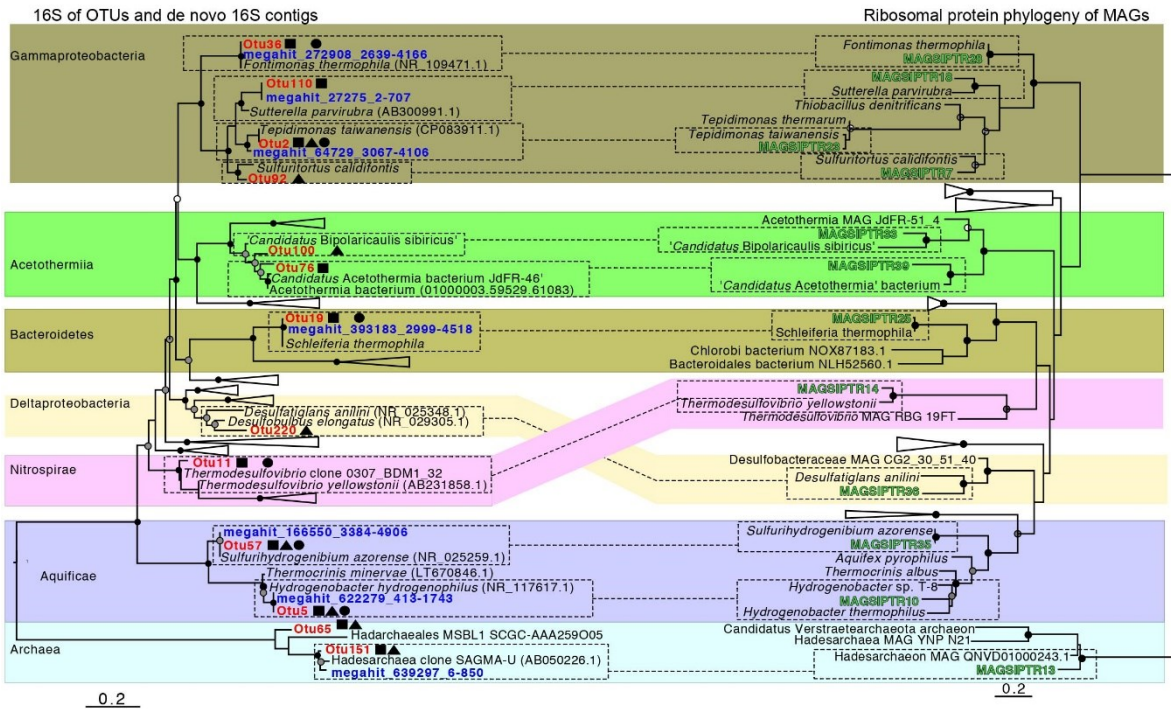 16S of OTUs and de novo 16S contigs
Ribosomal protein phylogeny of MAGs
Gammaproteobacteria
Otu36
megahit_272908_2639-4166
Fontimonas thermophila (NR_109471.1)
Otu110
megahit_27275_2-707
Sutterella parvirubra (AB300991.1)
Tepidimonas taiwanensis (CP083911.1)
Otu2
megahit_64729_3067-4106
Sulfuritortus calidifontis
Otu92
Fontimonas thermophila
MAGSIPTR28
MAGSIPTR18
Sutterella parvirubra
Thiobacillus denitrificans
Tepidimonas thermarum
Tepidimonas taiwanensis
MAGSIPTR23
Sulfuritortus calidifontis
MAGSIPTR7
Acetothermiia
'Candidatus Bipolaricaulis sibiricus'
Otu100
Otu76
Candidatus Acetothermia bacterium JdFR-46'
Acetothermia bacterium (01000003.59529.61083)
Acetothermia MAG JdFR-51_4
MAGSIPTR33
'Candidatus Bipolaricaulis sibiricus'
MAGSIPTR39
'Candidatus Acetothermia' bacterium
Bacteroidetes
Otu19
megahit_393183_2999-4518
Schleiferia thermophila
MAGSIPTR25
Schleiferia thermophila
Chlorobi bacterium NOX87183.1
Bacteroidales bacterium NLH52560.1
Deltaproteobacteria
Desulfatiglans anilini (NR_025348.1)
Desulfobulbus elongatus (NR_029305.1)
Otu220
MAGSIPTR14
Thermodesulfovibrio yellowstonii
Thermodesulfovibrio MAG RBG 19FT
Nitrospirae
Otu11
Thermodesulfovibrio clone 0307_BDM1_32
Thermodesulfovibrio yellowstonii (AB231858.1)
Desulfobacteraceae MAG CG2_30_51_40
Desulfatiglans anilini
MAGSIPTR36
Aquificae
megahit_166550_3384-4906
Otu57
Sulfurihydrogenibium azorense (NR_025259.1)
Thermocrinis minervae (LT670846.1)
Hydrogenobacter hydrogenophilus (NR_117617.1)
megahit_622279_413-1743
Otu5
Sulfurihydrogenibium azorense
MAGSIPTR35
Aquifex pyrophilus
Thermocrinis albus
Hydrogenobacter sp. T-8
MAGSIPTR10
Hydrogenobacter thermophilus
Archaea
Otu65
Hadarchaeales MSBL1 SCGC-AAA259O05
Otu151
Hadesarchaea clone SAGMA-U (AB050226.1)
megahit_639297_6-850
Candidatus Verstraetearchaeota archaeon
Hadesarchaea MAG YNP N21
Hadesarchaeon MAG QNVD01000243.1
MAGSIPTR13
0.2
0.2